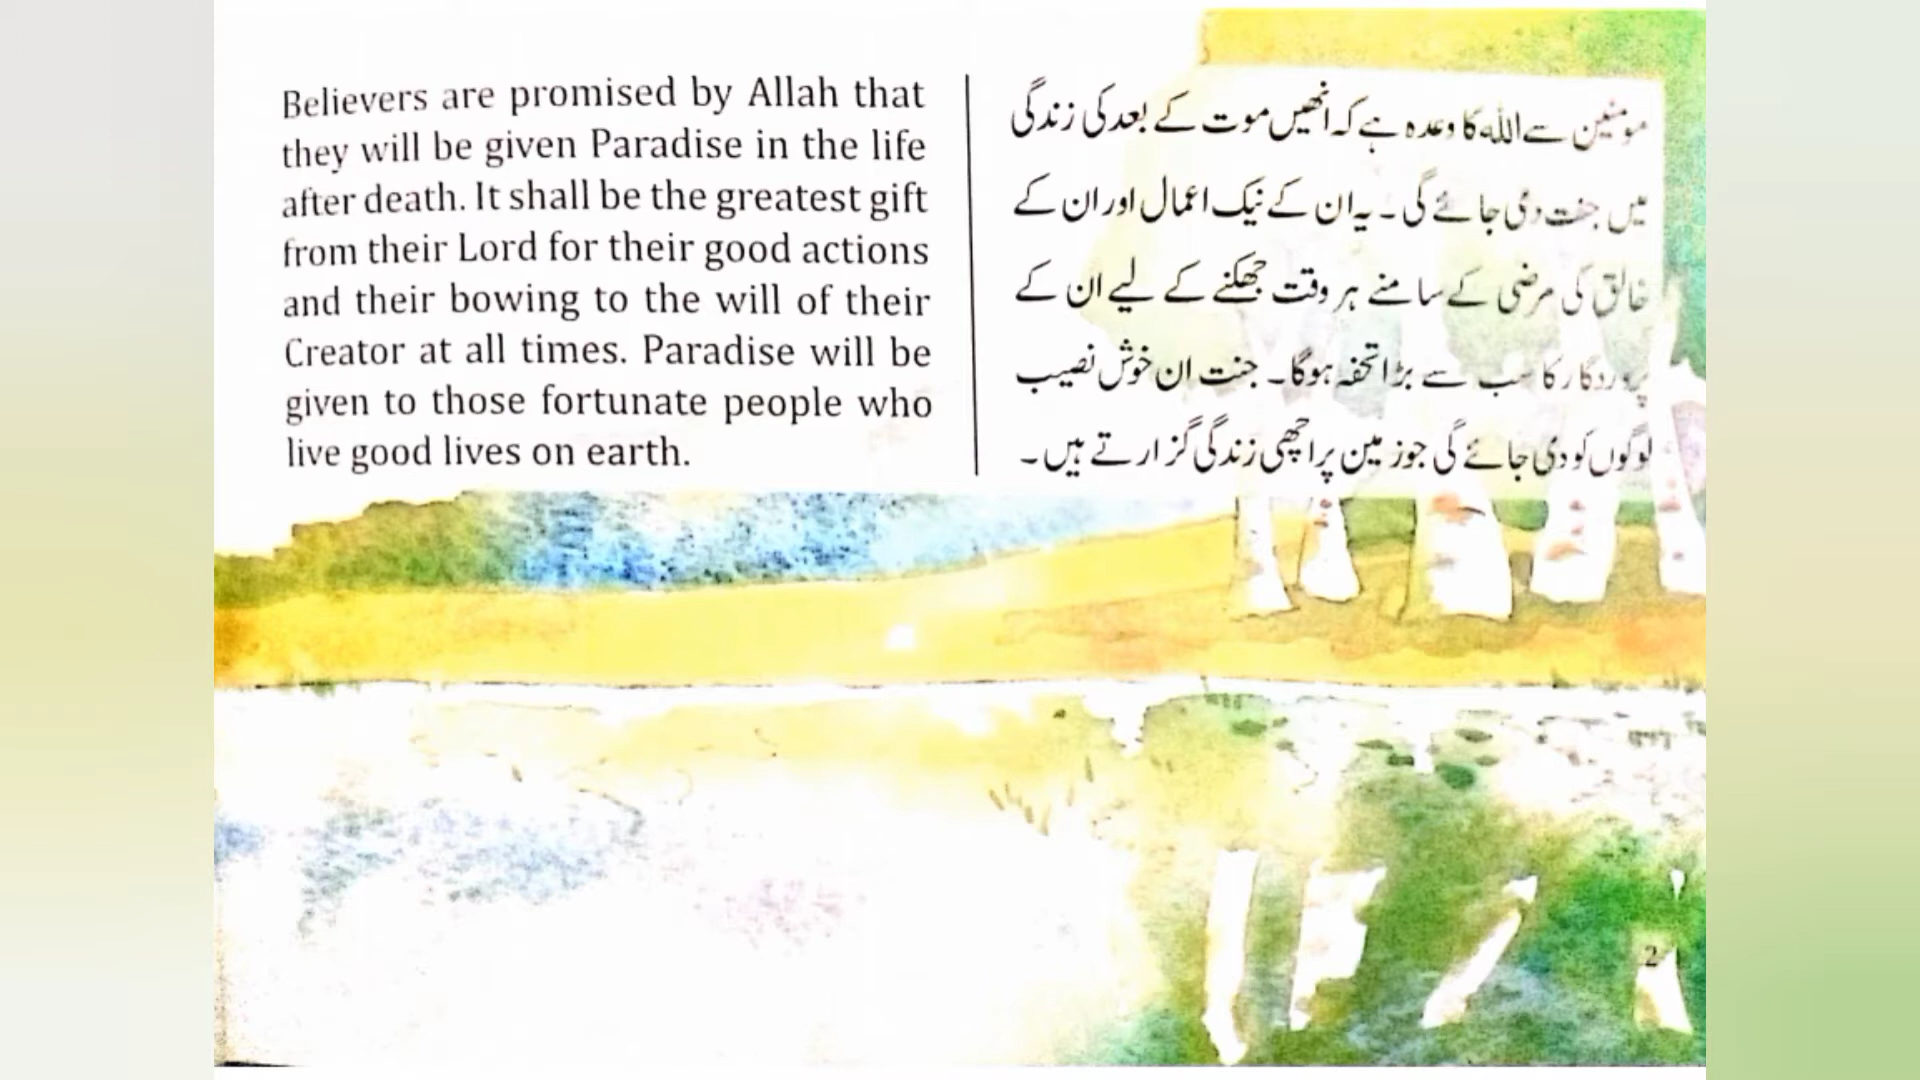 Believers are promised by Allah that
they will be given Paradise in the life
after death. It shall be the greatest gift
from their Lord for their good actions
and their bowing to the will of their
Creator at all times. Paradise will be
given to those fortunate people who
live good lives on earth.
مومنین سے اللہ کا وعدہ ہے کہ انھیں موت کے بعد کی زندگی
میں جنت دی جائے گی ۔ یہ ان کے نیک اعمال اور ان کے
خالق کی مرضی کے سامنے ہر وقت جھکنے کے لیے ان کے
پروردگار کا سب سے بڑا تحفہ ہوگا۔ جنت ان خوش نصیب
لوگوں کو دی جائے گی جو زمین پر اچھی زندگی گزارتے ہیں ۔
2